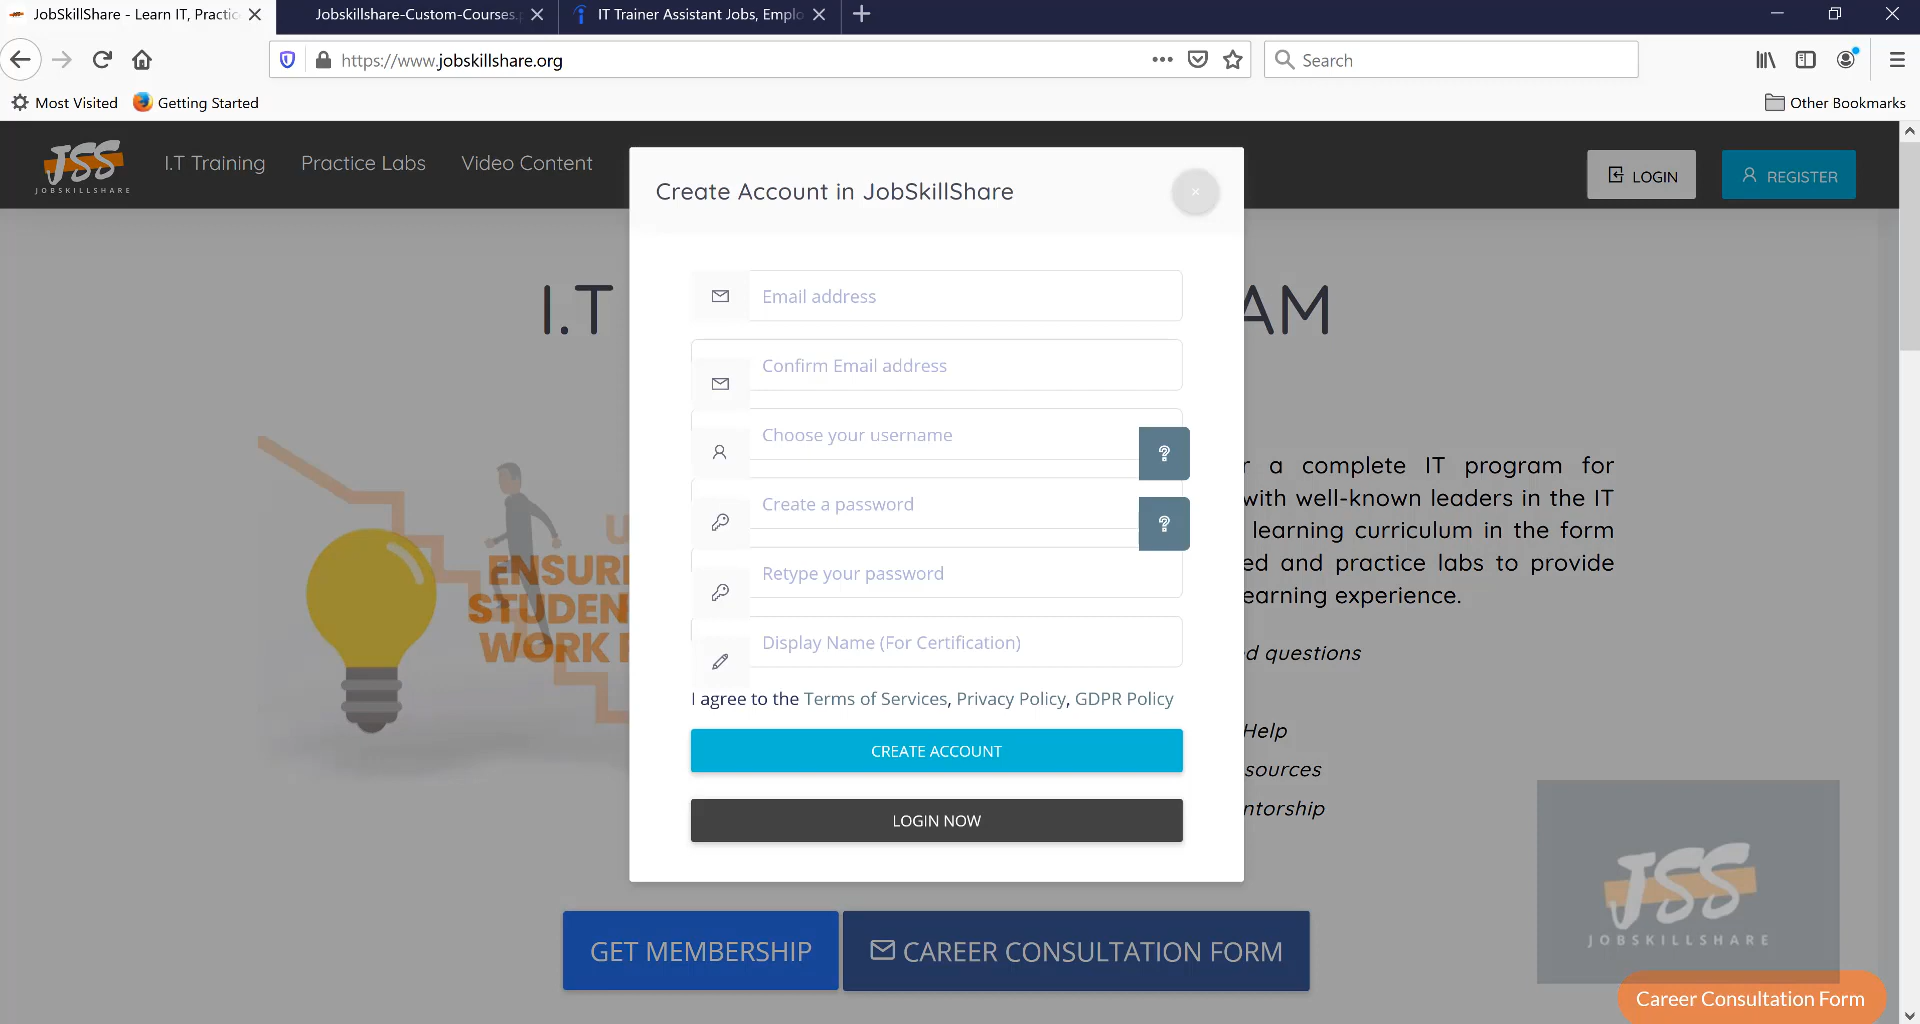 JobSkillShare - Learn IT, Practic
Jobskillshare-Custom-Courses.p
IT Trainer Assistant Jobs, Emplo
https://www.jobskillshare.org
Search
Most Visited
Getting Started
Other Bookmarks
JSS
JOBSKILLSHARE
I.T Training
Practice Labs
Video Content
LOGIN
REGISTER
Create Account in JobSkillShare
I.T
AM
Email address
Confirm Email address
Choose your username
?
Create a password
?
Retype your password
Display Name (For Certification)
I agree to the Terms of Services, Privacy Policy, GDPR Policy
CREATE ACCOUNT
LOGIN NOW
U
ENSUR
STUDEN
WORK
r a complete IT program for
with well-known leaders in the IT
learning curriculum in the form
ed and practice labs to provide
earning experience.
d questions
Help
sources
ntorship
GET MEMBERSHIP
CAREER CONSULTATION FORM
JSS
JOBSKILLSHARE
Career Consultation Form